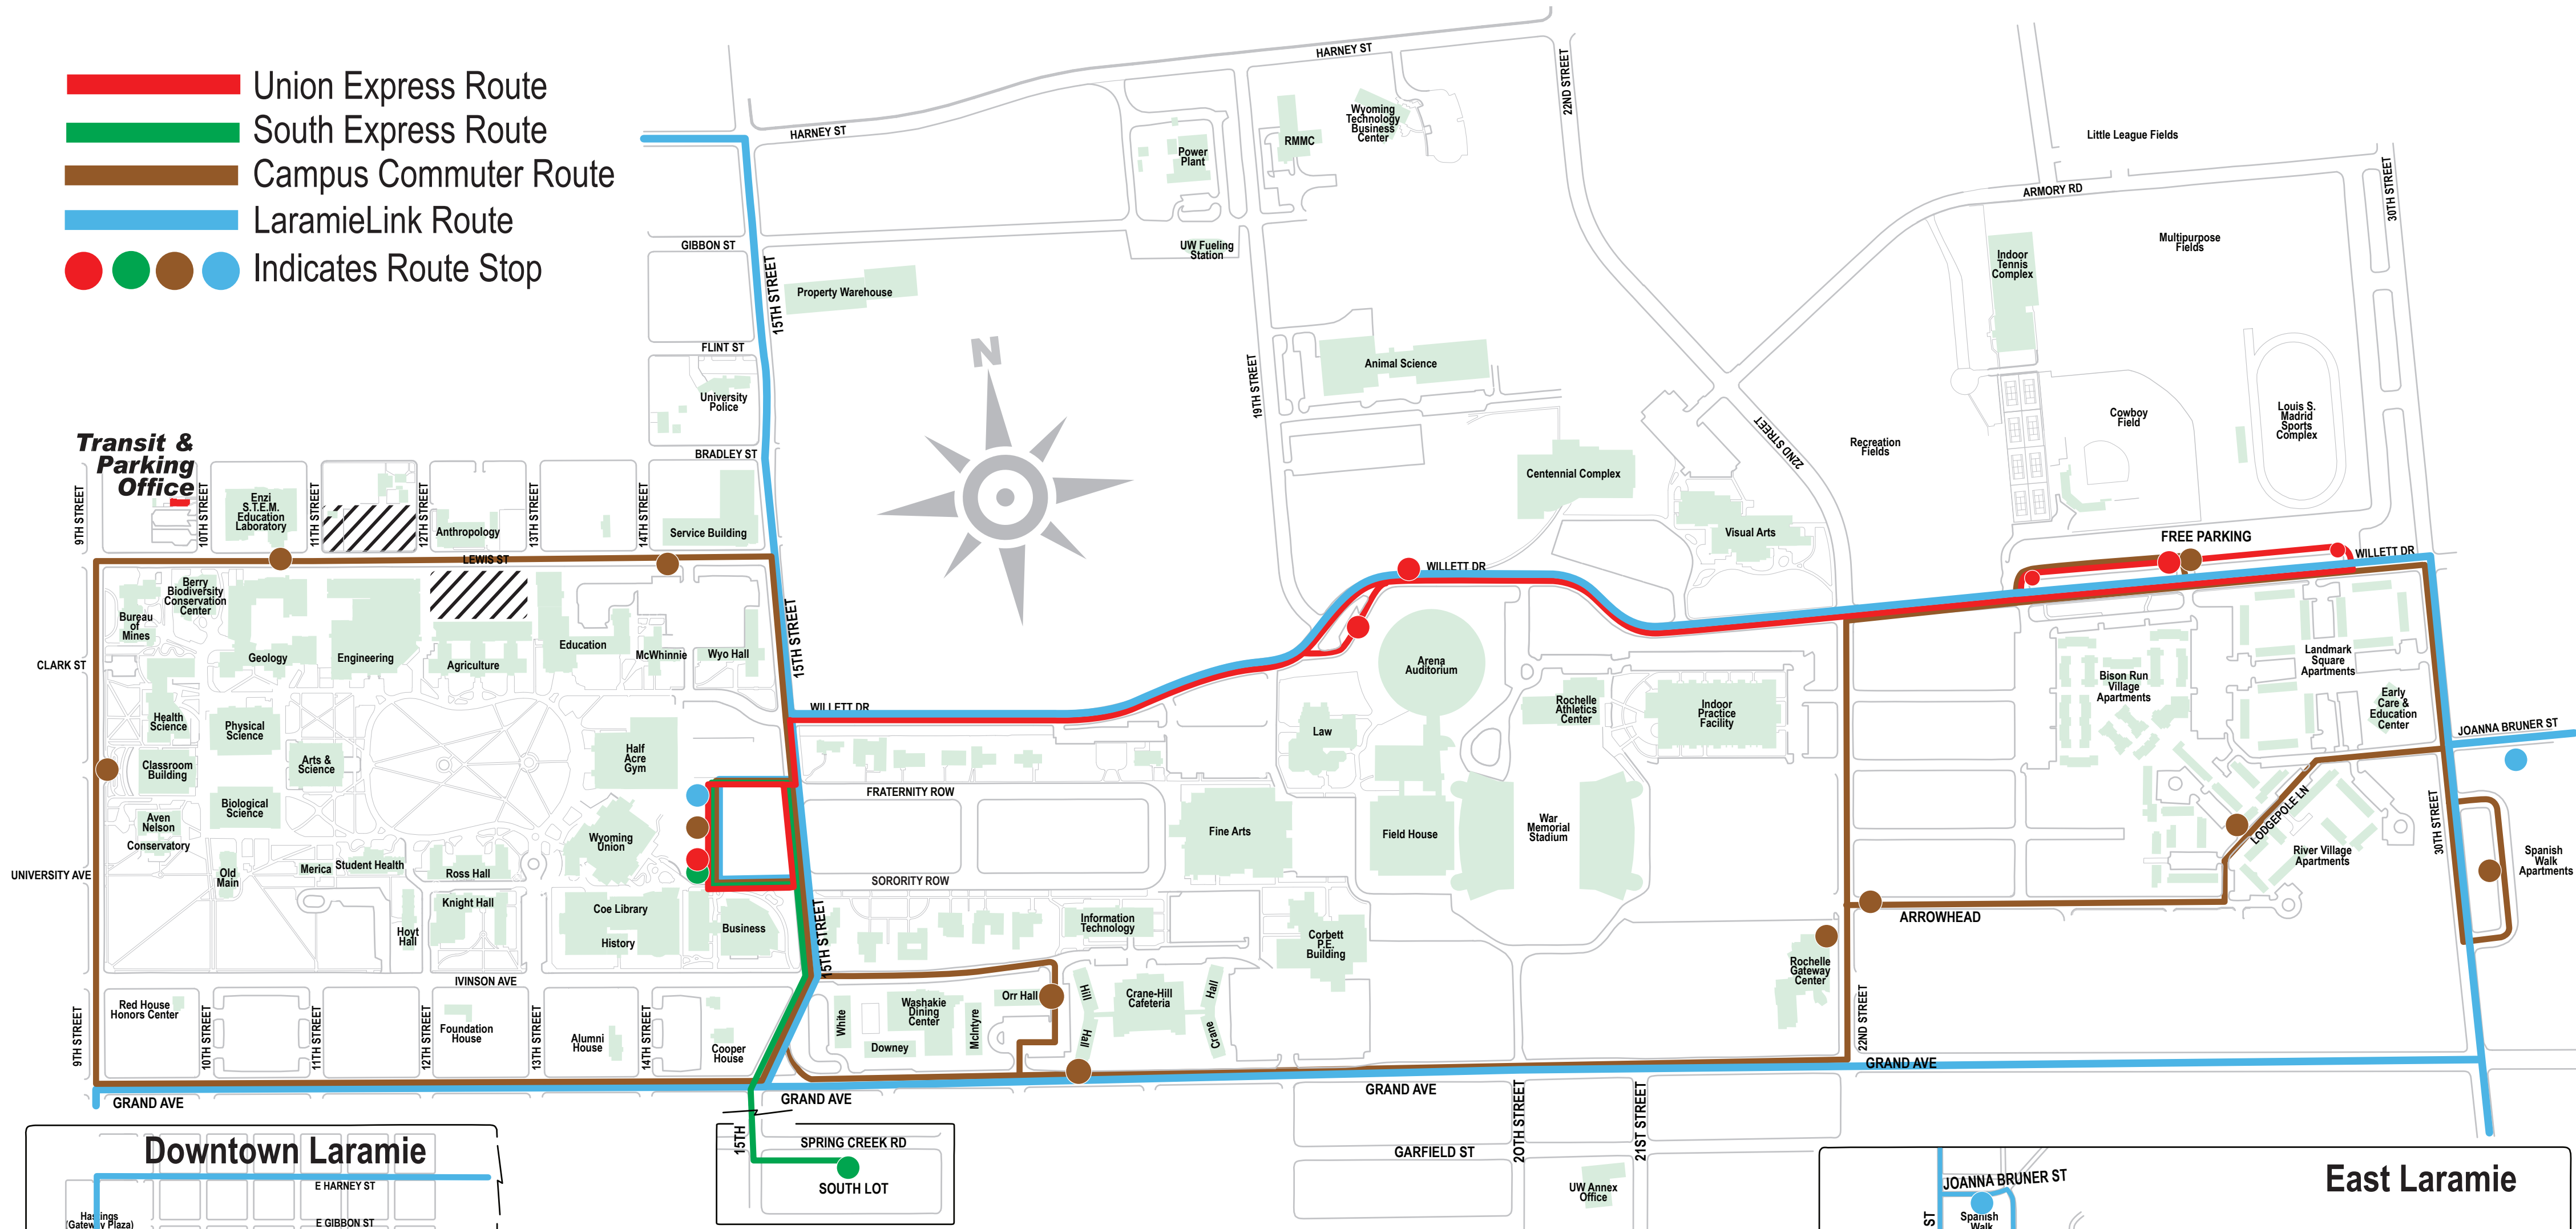 Union Express Route
South Express Route
Campus Commuter Route
LaramieLink Route
Indicates Route Stop
HARNEY ST
HARNEY ST
22ND STREET
Wyoming
Technology
Business
Center
RMMC
Power
Plant
Little League Fields
ARMORY RD
30TH STREET
GIBBON ST
UW Fueling
Station
15TH STREET
Property Warehouse
Multipurpose
Fields
Indoor
Tennis
Complex
FLINT ST
N
University
Police
19TH STREET
Animal Science
22ND STREET
Recreation
Fields
Cowboy
Field
Louis S.
Madrid
Sports
Complex
Transit &
Parking
Office
BRADLEY ST
9TH STREET
10TH STREET
Enzi
S.T.E.M.
Education
Laboratory
11TH STREET
12TH STREET
Anthropology
13TH STREET
14TH STREET
Service Building
Centennial Complex
Visual Arts
FREE PARKING
WILLETT DR
LEWIS ST
WILLETT DR
Berry
Biodiversity
Conservation
Center
Bureau
of
Mines
CLARK ST
Geology
Engineering
Agriculture
Education
McWhinnie
Wyo Hall
15TH STREET
WILLETT DR
Arena
Auditorium
Landmark
Square
Apartments
Bison Run
Village
Apartments
Early
Care &
Education
Center
JOANNA BRUNER ST
Health
Science
Physical
Science
Classroom
Building
Arts &
Science
Half
Acre
Gym
Law
Rochelle
Athletics
Center
Indoor
Practice
Facility
FRATERNITY ROW
Biological
Science
Aven
Nelson
Conservatory
Wyoming
Union
Fine Arts
Field House
War
Memorial
Stadium
LODGEPOLE LN
30TH STREET
River Village
Apartments
Spanish
Walk
Apartments
UNIVERSITY AVE
Old
Main
Merica
Student Health
Ross Hall
SORORITY ROW
Knight Hall
Hoyt
Hall
Coe Library
History
Business
15TH STREET
Information
Technology
Corbett
P.E.
Building
ARROWHEAD
Rochelle
Gateway
Center
IVINSON AVE
9TH STREET
Red House
Honors Center
10TH STREET
11TH STREET
12TH STREET
Foundation
House
13TH STREET
Alumni
House
14TH STREET
Cooper
House
White
Washakie
Dining
Center
Downey
McIntyre
Orr Hall
Hill
Hall
Crane-Hill
Cafeteria
Hall
Crane
22ND STREET
GRAND AVE
GRAND AVE
GRAND AVE
GRAND AVE
20TH STREET
21ST STREET
GARFIELD ST
UW Annex
Office
15TH
SPRING CREEK RD
SOUTH LOT
Downtown Laramie
E HARNEY ST
E GIBBON ST
Hastings
(Gateway Plaza)
East Laramie
JOANNA BRUNER ST
Spanish
Walk
ST